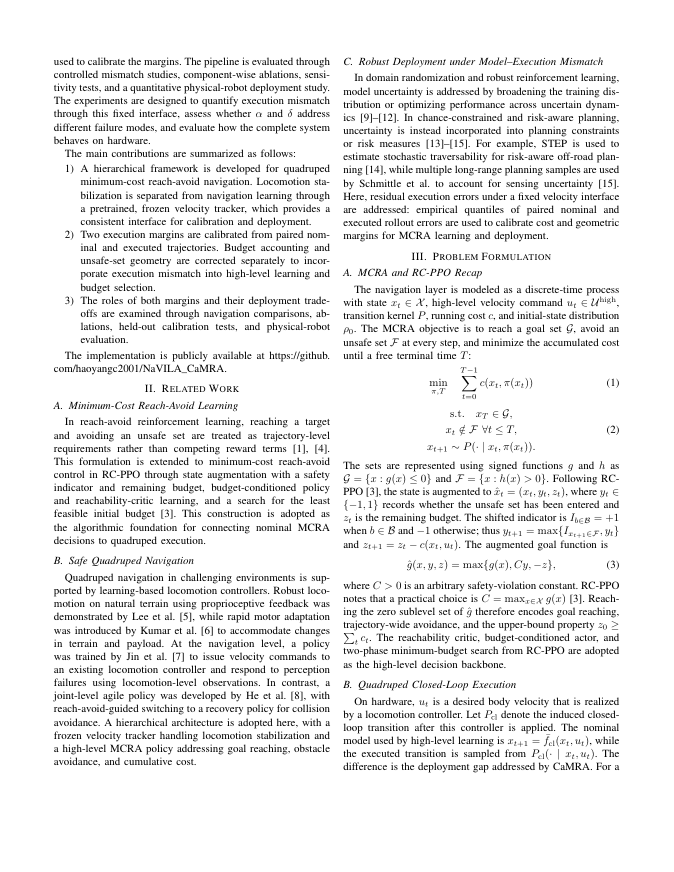 used to calibrate the margins. The pipeline is evaluated through
controlled mismatch studies, component-wise ablations, sensi-
tivity tests, and a quantitative physical-robot deployment study.
The experiments are designed to quantify execution mismatch
through this fixed interface, assess whether α and δ address
different failure modes, and evaluate how the complete system
behaves on hardware.
The main contributions are summarized as follows:
1) A hierarchical framework is developed for quadruped
minimum-cost reach-avoid navigation. Locomotion sta-
bilization is separated from navigation learning through
a pretrained, frozen velocity tracker, which provides a
consistent interface for calibration and deployment.
2) Two execution margins are calibrated from paired nom-
inal and executed trajectories. Budget accounting and
unsafe-set geometry are corrected separately to incor-
porate execution mismatch into high-level learning and
budget selection.
3) The roles of both margins and their deployment trade-
offs are examined through navigation comparisons, ab-
lations, held-out calibration tests, and physical-robot
evaluation.
The implementation is publicly available at https://github.
com/haoyangc2001/NaVILA_CaMRA.
II. RELATED WORK
A. Minimum-Cost Reach-Avoid Learning
In reach-avoid reinforcement learning, reaching a target
and avoiding an unsafe set are treated as trajectory-level
requirements rather than competing reward terms [1], [4].
This formulation is extended to minimum-cost reach-avoid
control in RC-PPO through state augmentation with a safety
indicator and remaining budget, budget-conditioned policy
and reachability-critic learning, and a search for the least
feasible initial budget [3]. This construction is adopted as
the algorithmic foundation for connecting nominal MCRA
decisions to quadruped execution.
B. Safe Quadruped Navigation
Quadruped navigation in challenging environments is sup-
ported by learning-based locomotion controllers. Robust loco-
motion on natural terrain using proprioceptive feedback was
demonstrated by Lee et al. [5], while rapid motor adaptation
was introduced by Kumar et al. [6] to accommodate changes
in terrain and payload. At the navigation level, a policy
was trained by Jin et al. [7] to issue velocity commands to
an existing locomotion controller and respond to perception
failures using locomotion-level observations. In contrast, a
joint-level agile policy was developed by He et al. [8], with
reach-avoid-guided switching to a recovery policy for collision
avoidance. A hierarchical architecture is adopted here, with a
frozen velocity tracker handling locomotion stabilization and
a high-level MCRA policy addressing goal reaching, obstacle
avoidance, and cumulative cost.
C. Robust Deployment under Model–Execution Mismatch
In domain randomization and robust reinforcement learning,
model uncertainty is addressed by broadening the training dis-
tribution or optimizing performance across uncertain dynam-
ics [9]–[12]. In chance-constrained and risk-aware planning,
uncertainty is instead incorporated into planning constraints
or risk measures [13]–[15]. For example, STEP is used to
estimate stochastic traversability for risk-aware off-road plan-
ning [14], while multiple long-range planning samples are used
by Schmittle et al. to account for sensing uncertainty [15].
Here, residual execution errors under a fixed velocity interface
are addressed: empirical quantiles of paired nominal and
executed rollout errors are used to calibrate cost and geometric
margins for MCRA learning and deployment.
III. PROBLEM FORMULATION
A. MCRA and RC-PPO Recap
The navigation layer is modeled as a discrete-time process
with state x_t ∈ 𝒳, high-level velocity command u_t ∈ 𝒰^high,
transition kernel P, running cost c, and initial-state distribution
ρ_0. The MCRA objective is to reach a goal set 𝒢, avoid an
unsafe set ℱ at every step, and minimize the accumulated cost
until a free terminal time T:
min_{π,T} ∑_{t=0}^{T−1} c(x_t, π(x_t)) (1)
s.t. x_T ∈ 𝒢,
x_t ∉ ℱ ∀t ≤ T, (2)
x_{t+1} ∼ P(· | x_t, π(x_t)).
The sets are represented using signed functions g and h as
𝒢 = {x : g(x) ≤ 0} and ℱ = {x : h(x) > 0}. Following RC-
PPO [3], the state is augmented to x̂_t = (x_t, y_t, z_t), where y_t ∈
{−1, 1} records whether the unsafe set has been entered and
z_t is the remaining budget. The shifted indicator is I_{b∈ℬ} = +1
when b ∈ ℬ and −1 otherwise; thus y_{t+1} = max{I_{x_{t+1}∈ℱ}, y_t}
and z_{t+1} = z_t − c(x_t, u_t). The augmented goal function is
ĝ(x, y, z) = max{g(x), Cy, −z}, (3)
where C > 0 is an arbitrary safety-violation constant. RC-PPO
notes that a practical choice is C = max_{x∈𝒳} g(x) [3]. Reach-
ing the zero sublevel set of ĝ therefore encodes goal reaching,
trajectory-wide avoidance, and the upper-bound property z_0 ≥
∑_t c_t. The reachability critic, budget-conditioned actor, and
two-phase minimum-budget search from RC-PPO are adopted
as the high-level decision backbone.
B. Quadruped Closed-Loop Execution
On hardware, u_t is a desired body velocity that is realized
by a locomotion controller. Let P_cl denote the induced closed-
loop transition after this controller is applied. The nominal
model used by high-level learning is x_{t+1} = f̂_cl(x_t, u_t), while
the executed transition is sampled from P_cl(· | x_t, u_t). The
difference is the deployment gap addressed by CaMRA. For a